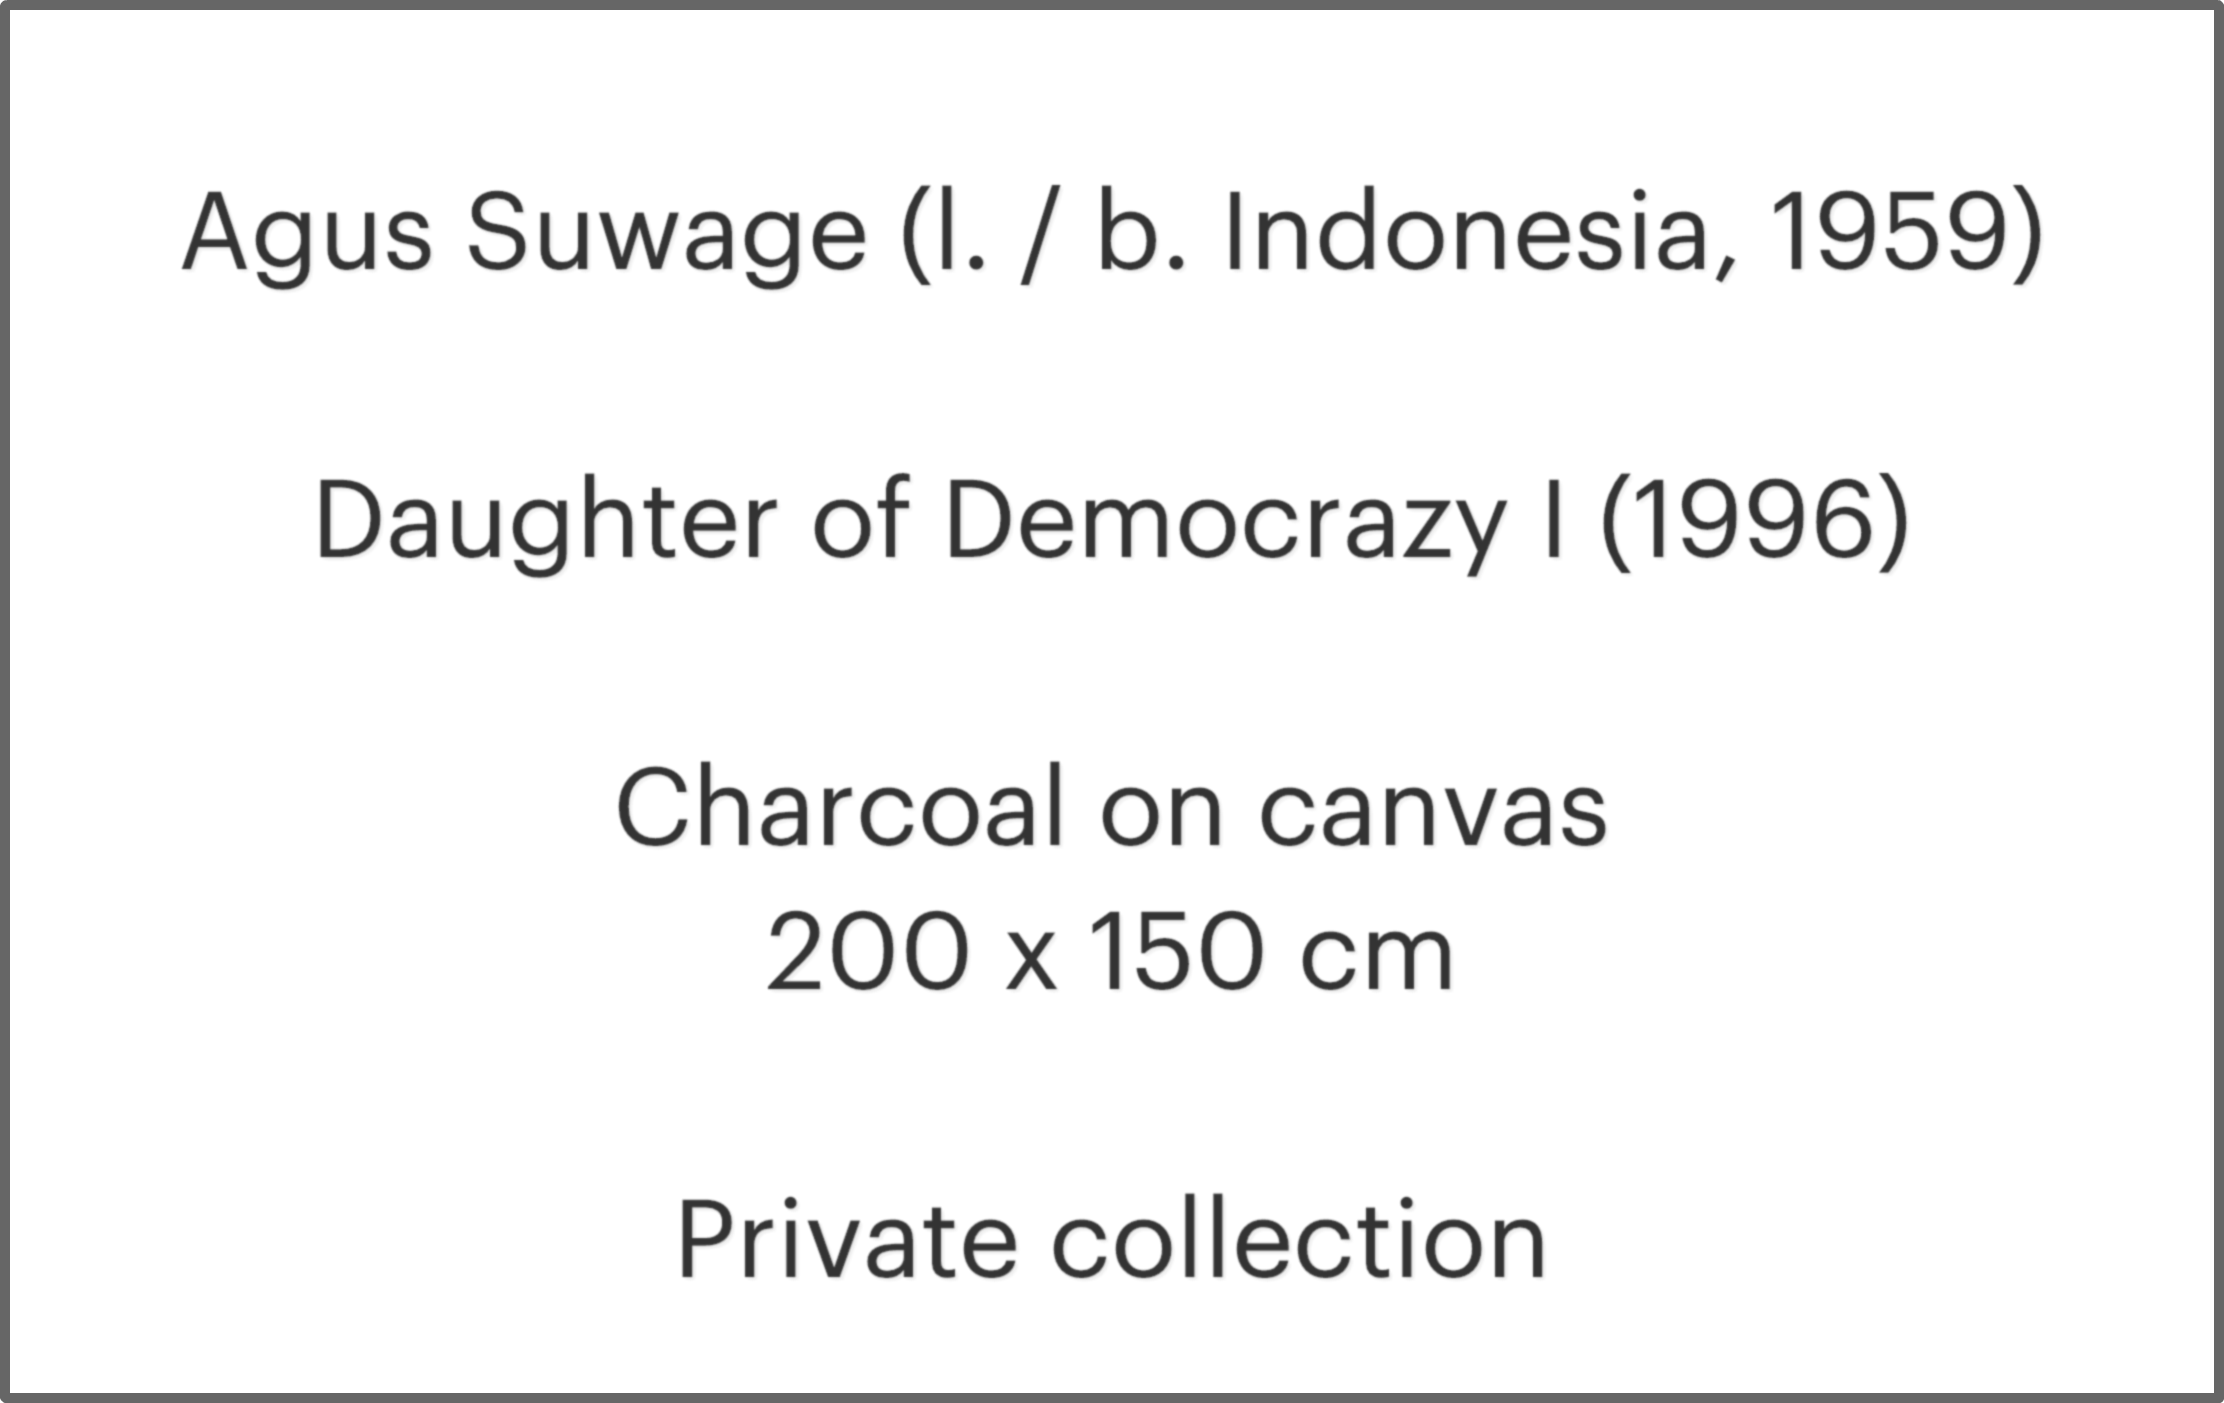 Agus Suwage (l. / b. Indonesia, 1959)
Daughter of Democrazy I (1996)
Charcoal on canvas
200 x 150 cm
Private collection